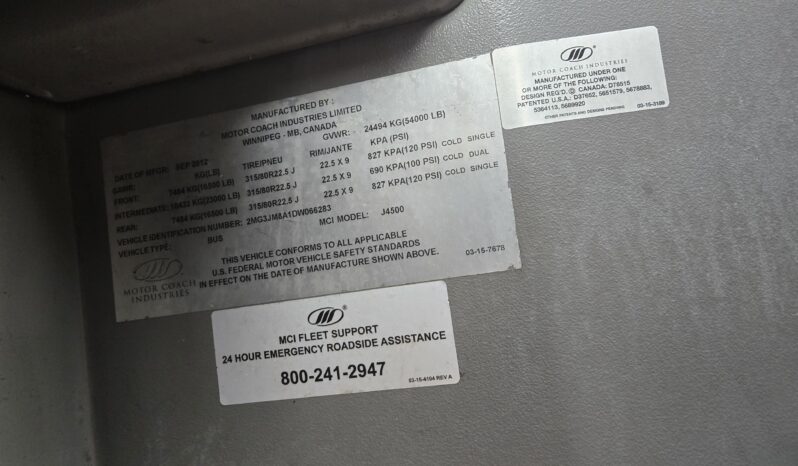 MANUFACTURED BY:
MOTOR COACH INDUSTRIES LIMITED
WINNIPEG - MB, CANADA
DATE OF MFGR: SEP 2012 GVWR: 24494 KG(54000 LB)
GAWR: KG(LB) TIRE/PNEU RIM/JANTE KPA (PSI)
FRONT: 7484 KG(16500 LB) 315/80R22.5 J 22.5 X 9 827 KPA(120 PSI) COLD SINGLE
INTERMEDIATE: 10433 KG(23000 LB) 315/80R22.5 J 22.5 X 9 690 KPA(100 PSI) COLD DUAL
REAR: 7484 KG(16500 LB) 315/80R22.5 J 22.5 X 9 827 KPA(120 PSI) COLD SINGLE
VEHICLE IDENTIFICATION NUMBER: 2MG3JM8A1DW066283
VEHICLE TYPE: BUS MCI MODEL: J4500
THIS VEHICLE CONFORMS TO ALL APPLICABLE
U.S. FEDERAL MOTOR VEHICLE SAFETY STANDARDS
IN EFFECT ON THE DATE OF MANUFACTURE SHOWN ABOVE.
03-15-7678
MOTOR COACH
INDUSTRIES
MOTOR COACH INDUSTRIES
MANUFACTURED UNDER ONE
OR MORE OF THE FOLLOWING:
DESIGN REG'D. Ⓓ CANADA: D78515
PATENTED U.S.A.: D37652, 5651579, 5678883,
5364113, 5689920
OTHER PATENTS AND DESIGNS PENDING
03-15-3189
MCI FLEET SUPPORT
24 HOUR EMERGENCY ROADSIDE ASSISTANCE
800-241-2947
03-15-4194 REV A